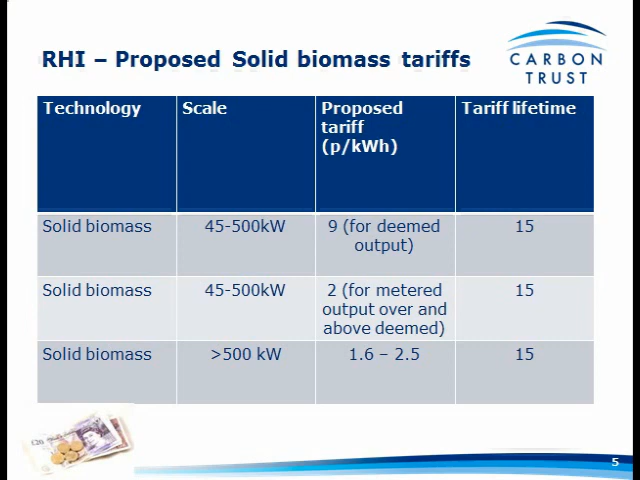 RHI – Proposed Solid biomass tariffs
CARBON
TRUST
Technology Scale Proposed tariff (p/kWh) Tariff lifetime
Solid biomass 45-500kW 9 (for deemed output) 15
Solid biomass 45-500kW 2 (for metered output over and above deemed) 15
Solid biomass >500 kW 1.6 – 2.5 15
£20
5